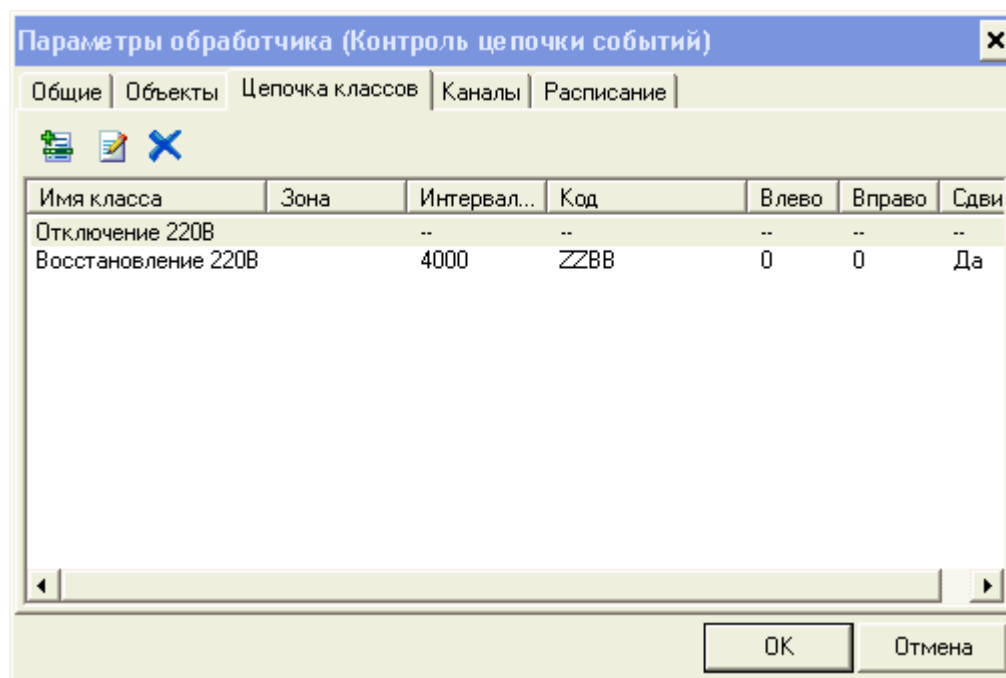 Параметры обработчика (Контроль цепочки событий)
Общие Объекты Цепочка классов Каналы Расписание
Имя класса Зона Интервал... Код Влево Вправо Сдви
Отключение 220В -- -- -- -- --
Восстановление 220В 4000 ZZBB 0 0 Да
OK Отмена